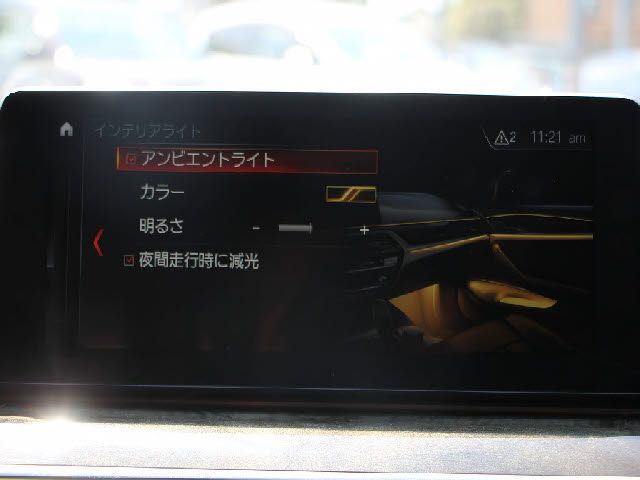 インテリアライト
2 11:21 am
アンビエントライト
カラー
明るさ - +
夜間走行時に減光